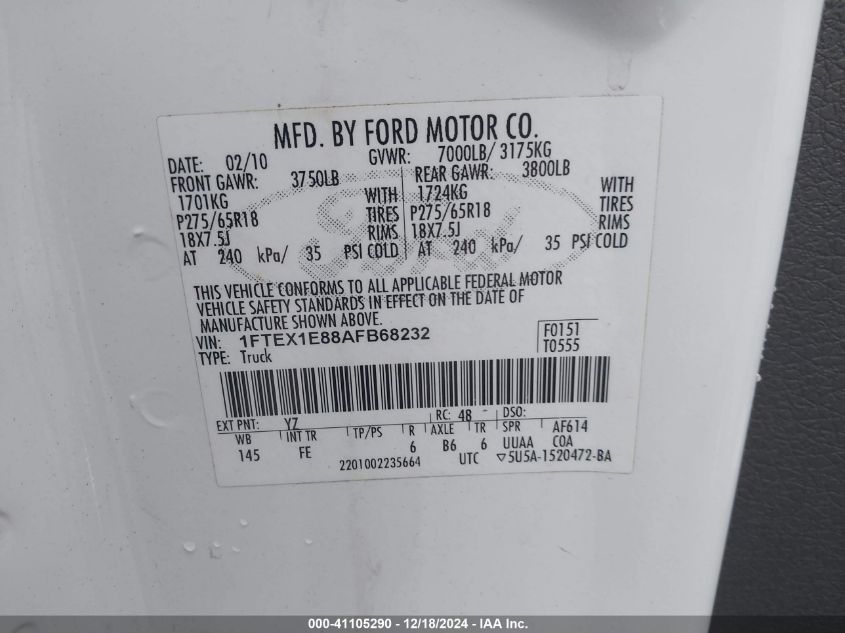 MFD. BY FORD MOTOR CO.
DATE: 02/10 GVWR: 7000LB/ 3175KG
FRONT GAWR: 3750LB REAR GAWR: 3800LB
1701KG WITH 1724KG WITH
P275/65R18 TIRES P275/65R18 TIRES
18X7.5J RIMS 18X7.5J RIMS
AT 240 kPa/ 35 PSI COLD AT 240 kPa/ 35 PSI COLD
THIS VEHICLE CONFORMS TO ALL APPLICABLE FEDERAL MOTOR
VEHICLE SAFETY STANDARDS IN EFFECT ON THE DATE OF
MANUFACTURE SHOWN ABOVE.
VIN: 1FTEX1E88AFB68232 F0151
TYPE: Truck T0555
EXT PNT: YZ RC: 48 DSO:
WB INT TR TP/PS R AXLE TR SPR AF614
145 FE 6 B6 6 UUAA COA
2201002235664 UTC ▽5U5A-1520472-BA
000-41105290 - 12/18/2024 - IAA Inc.